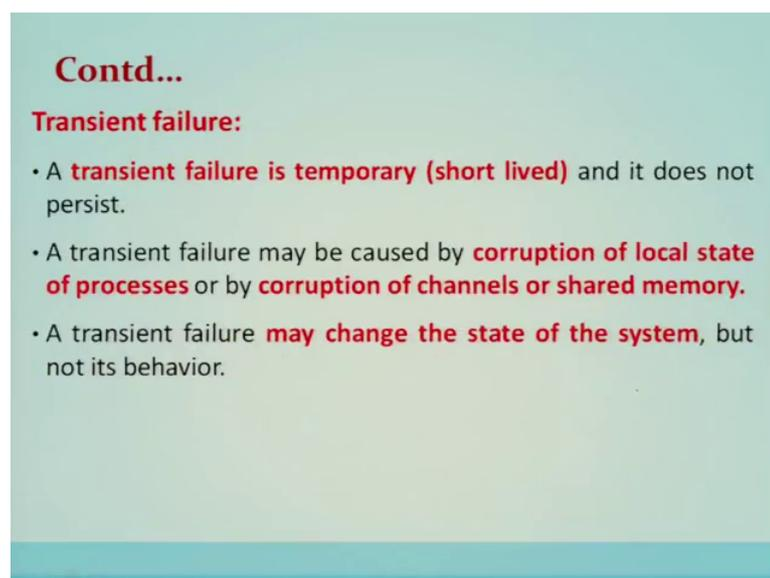 Contd...
Transient failure:
• A transient failure is temporary (short lived) and it does not
persist.
• A transient failure may be caused by corruption of local state
of processes or by corruption of channels or shared memory.
• A transient failure may change the state of the system, but
not its behavior.